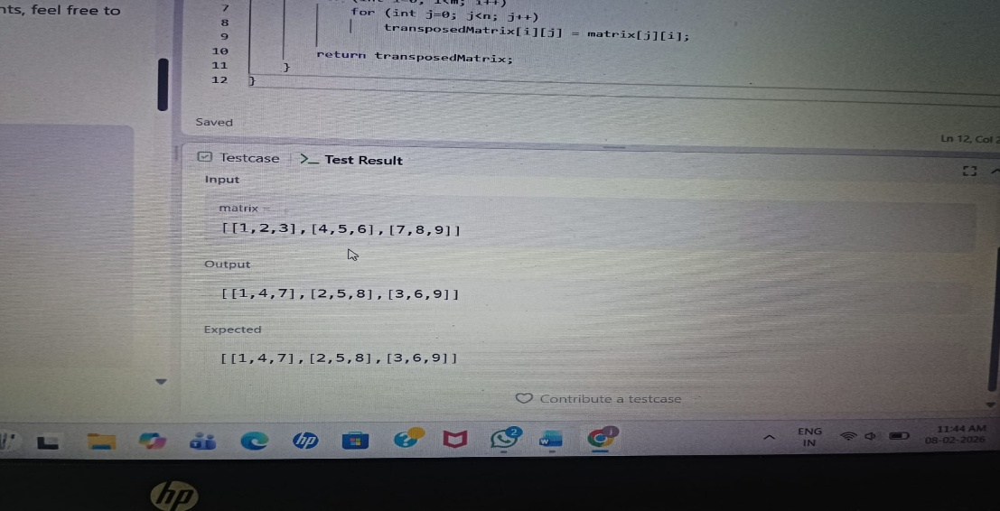 nts, feel free to
7
8 for (int j=0; j<n; j++)
9 transposedMatrix[i][j] = matrix[j][i];
10 return transposedMatrix;
11 }
12 }
Saved
Ln 12, Col 2
Testcase Test Result
Input
matrix =
[[1,2,3],[4,5,6],[7,8,9]]
Output
[[1,4,7],[2,5,8],[3,6,9]]
Expected
[[1,4,7],[2,5,8],[3,6,9]]
Contribute a testcase
hp
2
W
ENG
IN
11:44 AM
08-02-2026
hp